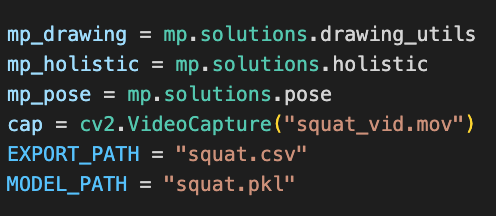 mp_drawing = mp.solutions.drawing_utils
mp_holistic = mp.solutions.holistic
mp_pose = mp.solutions.pose
cap = cv2.VideoCapture("squat_vid.mov")
EXPORT_PATH = "squat.csv"
MODEL_PATH = "squat.pkl"